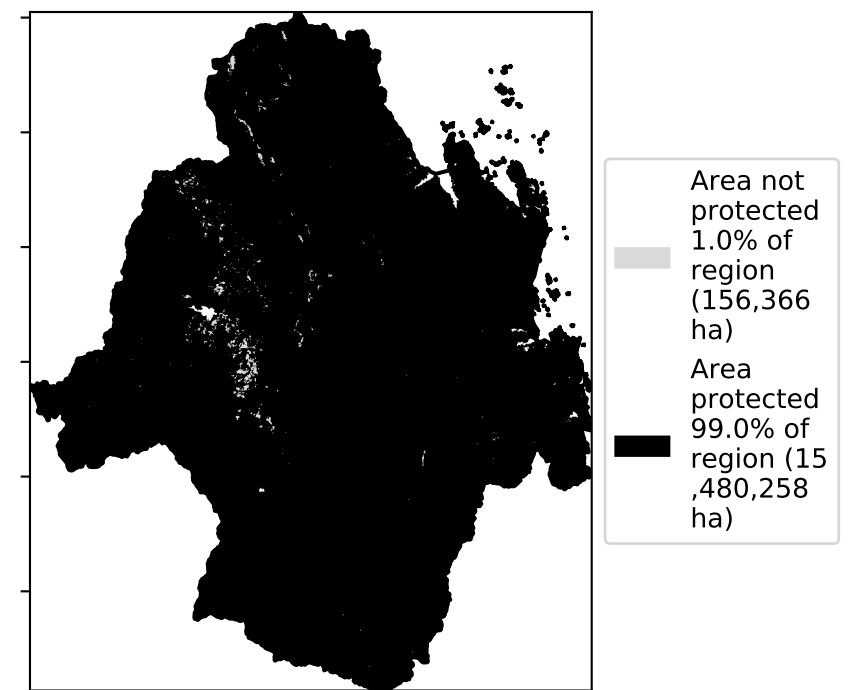 Area not
protected
1.0% of
region
(156,366
ha)
Area
protected
99.0% of
region (15
,480,258
ha)